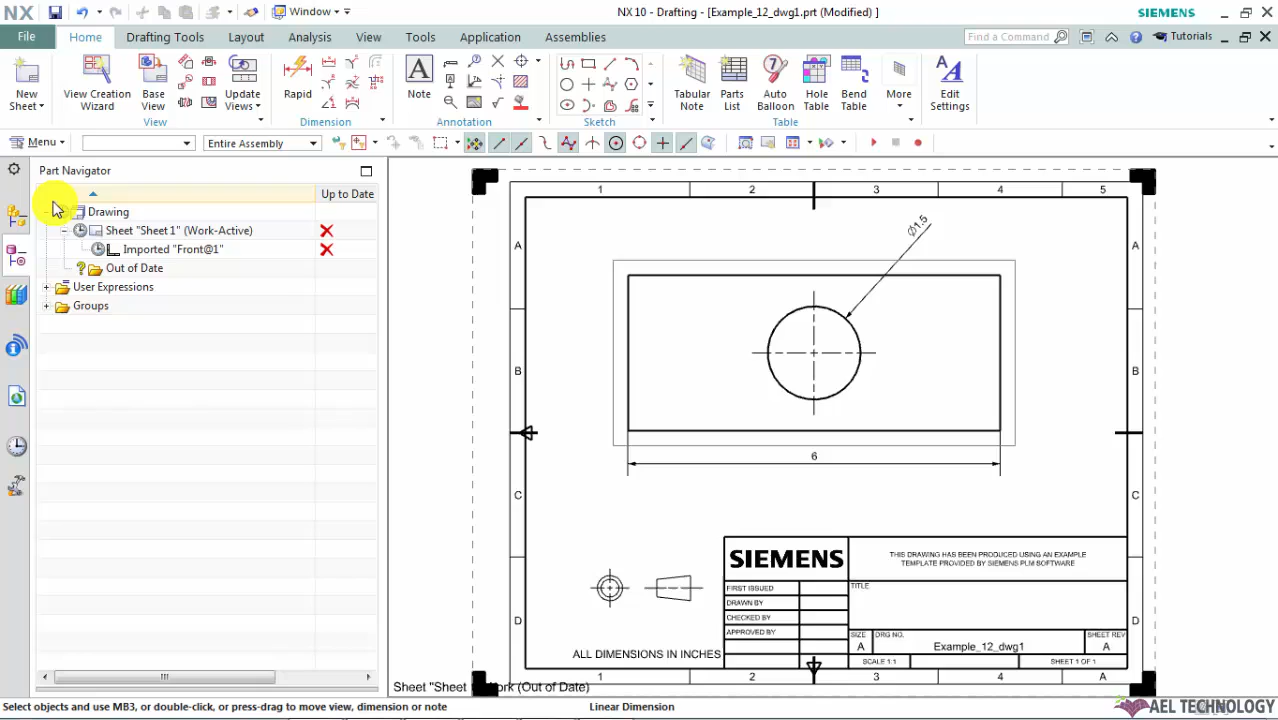 NX Window NX 10 - Drafting - [Example_12_dwg1.prt (Modified) ] SIEMENS
File Home Drafting Tools Layout Analysis View Tools Application Assemblies Find a Command Tutorials
New Sheet
View Creation Wizard
Base View
Update Views
View
Rapid
Dimension
A
Note
Annotation
Sketch
Tabular Note
Parts List
Auto Balloon
Hole Table
Bend Table
More
Table
Edit Settings
Menu Entire Assembly
Part Navigator
Up to Date
Drawing
Sheet "Sheet 1" (Work-Active)
Imported "Front@1"
Out of Date
User Expressions
Groups
1 2 3 4 5
A A
Ø1.5
B B
6
C C
SIEMENS
THIS DRAWING HAS BEEN PRODUCED USING AN EXAMPLE
TEMPLATE PROVIDED BY SIEMENS PLM SOFTWARE
FIRST ISSUED TITLE
DRAWN BY
CHECKED BY
D D
APPROVED BY
SIZE DRG NO. SHEET REV
A Example_12_dwg1 A
ALL DIMENSIONS IN INCHES
SCALE 1:1 SHEET 1 OF 1
1 2 3 4 A
Sheet "Sheet (Out of Date)
Select objects and use MB3, or double-click, or press-drag to move view, dimension or note Linear Dimension
AEL TECHNOLOGY